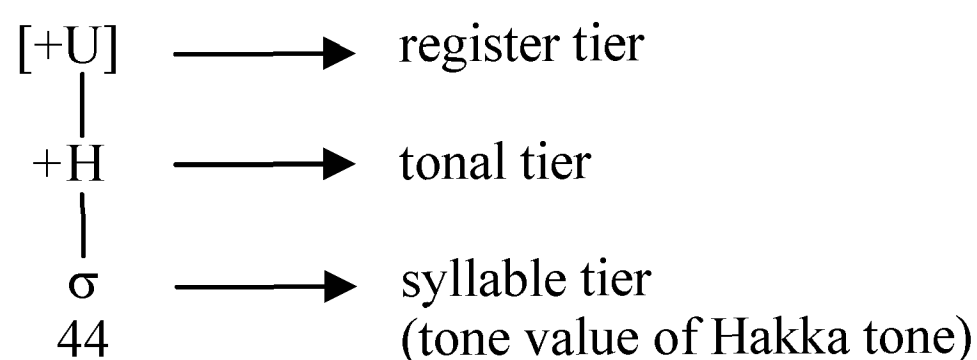 [+U] register tier
+H tonal tier
σ syllable tier
44 (tone value of Hakka tone)